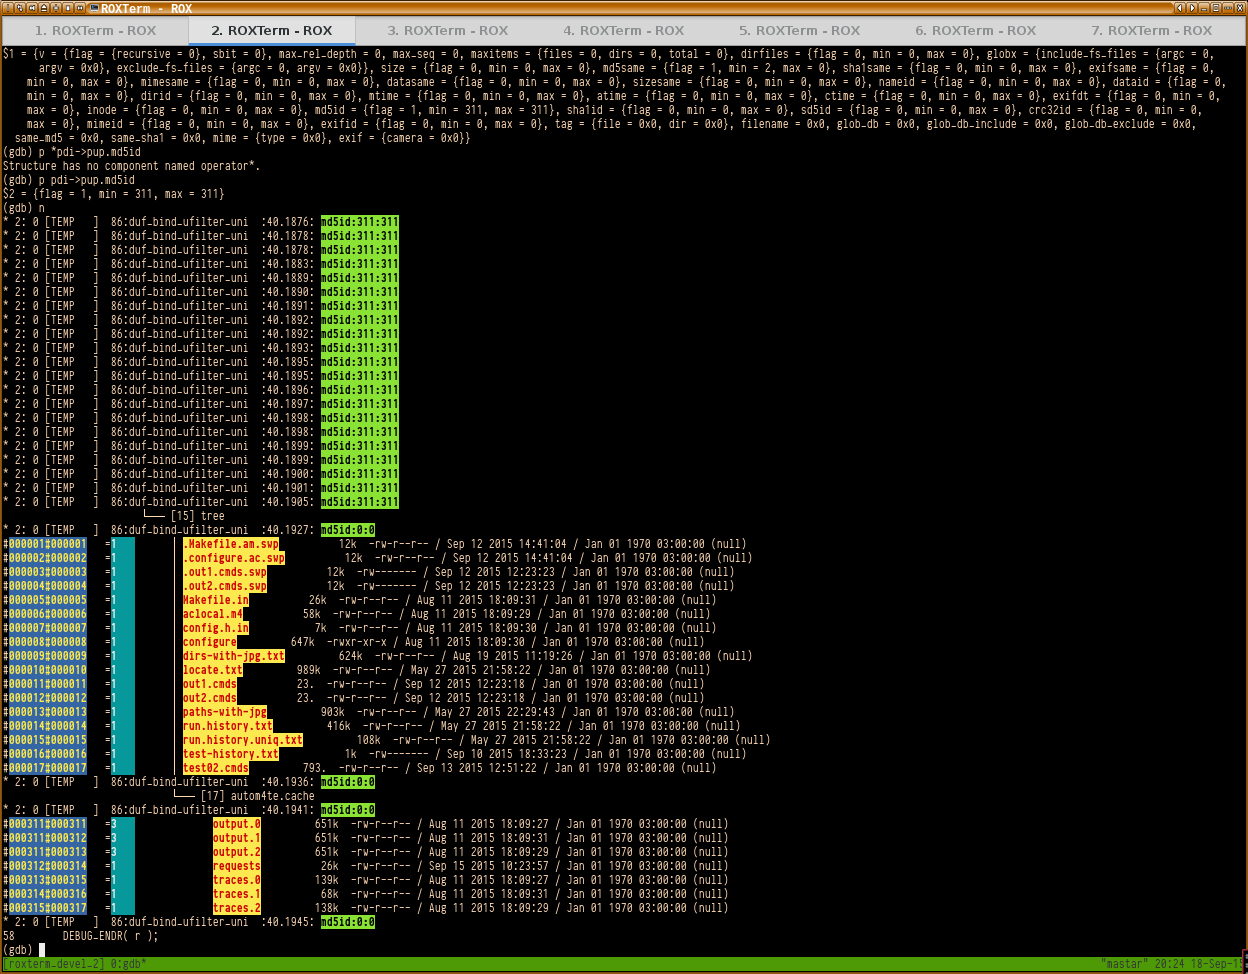 ROXTerm - ROX
1. ROXTerm - ROX 2. ROXTerm - ROX 3. ROXTerm - ROX 4. ROXTerm - ROX 5. ROXTerm - ROX 6. ROXTerm - ROX 7. ROXTerm - ROX
$1 = {v = {flag = {recursive = 0}, sbit = 0}, max_rel_depth = 0, max_seq = 0, maxitems = {files = 0, dirs = 0, total = 0}, dirfiles = {flag = 0, min = 0, max = 0}, globx = {include_fs_files = {argc = 0,
argv = 0x0}, exclude_fs_files = {argc = 0, argv = 0x0}}, size = {flag = 0, min = 0, max = 0}, md5same = {flag = 1, min = 2, max = 0}, sha1same = {flag = 0, min = 0, max = 0}, exifsame = {flag = 0,
min = 0, max = 0}, mimesame = {flag = 0, min = 0, max = 0}, datasame = {flag = 0, min = 0, max = 0}, sizesame = {flag = 0, min = 0, max = 0}, nameid = {flag = 0, min = 0, max = 0}, dataid = {flag = 0,
min = 0, max = 0}, dirid = {flag = 0, min = 0, max = 0}, mtime = {flag = 0, min = 0, max = 0}, atime = {flag = 0, min = 0, max = 0}, ctime = {flag = 0, min = 0, max = 0}, exifdt = {flag = 0, min = 0,
max = 0}, inode = {flag = 0, min = 0, max = 0}, md5id = {flag = 1, min = 311, max = 311}, sha1id = {flag = 0, min = 0, max = 0}, sd5id = {flag = 0, min = 0, max = 0}, crc32id = {flag = 0, min = 0,
max = 0}, mimeid = {flag = 0, min = 0, max = 0}, exifid = {flag = 0, min = 0, max = 0}, tag = {file = 0x0, dir = 0x0}, filename = 0x0, glob_db = 0x0, glob_db_include = 0x0, glob_db_exclude = 0x0,
same_md5 = 0x0, same_sha1 = 0x0, mime = {type = 0x0}, exif = {camera = 0x0}}
(gdb) p *pdi->pup.md5id
Structure has no component named operator*.
(gdb) p pdi->pup.md5id
$2 = {flag = 1, min = 311, max = 311}
(gdb) n
* 2: 0 [TEMP   ]  86:duf_bind_ufilter_uni  :40.1876: md5id:311:311
* 2: 0 [TEMP   ]  86:duf_bind_ufilter_uni  :40.1878: md5id:311:311
* 2: 0 [TEMP   ]  86:duf_bind_ufilter_uni  :40.1878: md5id:311:311
* 2: 0 [TEMP   ]  86:duf_bind_ufilter_uni  :40.1883: md5id:311:311
* 2: 0 [TEMP   ]  86:duf_bind_ufilter_uni  :40.1889: md5id:311:311
* 2: 0 [TEMP   ]  86:duf_bind_ufilter_uni  :40.1890: md5id:311:311
* 2: 0 [TEMP   ]  86:duf_bind_ufilter_uni  :40.1891: md5id:311:311
* 2: 0 [TEMP   ]  86:duf_bind_ufilter_uni  :40.1892: md5id:311:311
* 2: 0 [TEMP   ]  86:duf_bind_ufilter_uni  :40.1892: md5id:311:311
* 2: 0 [TEMP   ]  86:duf_bind_ufilter_uni  :40.1893: md5id:311:311
* 2: 0 [TEMP   ]  86:duf_bind_ufilter_uni  :40.1895: md5id:311:311
* 2: 0 [TEMP   ]  86:duf_bind_ufilter_uni  :40.1895: md5id:311:311
* 2: 0 [TEMP   ]  86:duf_bind_ufilter_uni  :40.1896: md5id:311:311
* 2: 0 [TEMP   ]  86:duf_bind_ufilter_uni  :40.1897: md5id:311:311
* 2: 0 [TEMP   ]  86:duf_bind_ufilter_uni  :40.1898: md5id:311:311
* 2: 0 [TEMP   ]  86:duf_bind_ufilter_uni  :40.1898: md5id:311:311
* 2: 0 [TEMP   ]  86:duf_bind_ufilter_uni  :40.1899: md5id:311:311
* 2: 0 [TEMP   ]  86:duf_bind_ufilter_uni  :40.1899: md5id:311:311
* 2: 0 [TEMP   ]  86:duf_bind_ufilter_uni  :40.1900: md5id:311:311
* 2: 0 [TEMP   ]  86:duf_bind_ufilter_uni  :40.1901: md5id:311:311
* 2: 0 [TEMP   ]  86:duf_bind_ufilter_uni  :40.1905: md5id:311:311
└── [15] tree
* 2: 0 [TEMP   ]  86:duf_bind_ufilter_uni  :40.1927: md5id:0:0
#000001‡000001   =1   │ .Makefile.am.swp   12k  -rw-r--r-- / Sep 12 2015 14:41:04 / Jan 01 1970 03:00:00 (null)
#000002‡000002   =1   │ .configure.ac.swp   12k  -rw-r--r-- / Sep 12 2015 14:41:04 / Jan 01 1970 03:00:00 (null)
#000003‡000003   =1   │ .out1.cmds.swp   12k  -rw------- / Sep 12 2015 12:23:23 / Jan 01 1970 03:00:00 (null)
#000004‡000004   =1   │ .out2.cmds.swp   12k  -rw------- / Sep 12 2015 12:23:23 / Jan 01 1970 03:00:00 (null)
#000005‡000005   =1   │ Makefile.in   26k  -rw-r--r-- / Aug 11 2015 18:09:31 / Jan 01 1970 03:00:00 (null)
#000006‡000006   =1   │ aclocal.m4   58k  -rw-r--r-- / Aug 11 2015 18:09:29 / Jan 01 1970 03:00:00 (null)
#000007‡000007   =1   │ config.h.in   7k  -rw-r--r-- / Aug 11 2015 18:09:30 / Jan 01 1970 03:00:00 (null)
#000008‡000008   =1   │ configure   647k  -rwxr-xr-x / Aug 11 2015 18:09:30 / Jan 01 1970 03:00:00 (null)
#000009‡000009   =1   │ dirs-with-jpg.txt   624k  -rw-r--r-- / Aug 19 2015 11:19:26 / Jan 01 1970 03:00:00 (null)
#000010‡000010   =1   │ locate.txt   989k  -rw-r--r-- / May 27 2015 21:58:22 / Jan 01 1970 03:00:00 (null)
#000011‡000011   =1   │ out1.cmds   23.  -rw-r--r-- / Sep 12 2015 12:23:18 / Jan 01 1970 03:00:00 (null)
#000012‡000012   =1   │ out2.cmds   23.  -rw-r--r-- / Sep 12 2015 12:23:18 / Jan 01 1970 03:00:00 (null)
#000013‡000013   =1   │ paths-with-jpg   903k  -rw-r--r-- / May 27 2015 22:29:43 / Jan 01 1970 03:00:00 (null)
#000014‡000014   =1   │ run.history.txt   416k  -rw-r--r-- / May 27 2015 21:58:22 / Jan 01 1970 03:00:00 (null)
#000015‡000015   =1   │ run.history.uniq.txt   108k  -rw-r--r-- / May 27 2015 21:58:22 / Jan 01 1970 03:00:00 (null)
#000016‡000016   =1   │ test-history.txt   1k  -rw------- / Sep 10 2015 18:33:23 / Jan 01 1970 03:00:00 (null)
#000017‡000017   =1   │ test02.cmds   793.  -rw-r--r-- / Sep 13 2015 12:51:22 / Jan 01 1970 03:00:00 (null)
* 2: 0 [TEMP   ]  86:duf_bind_ufilter_uni  :40.1936: md5id:0:0
└── [17] autom4te.cache
* 2: 0 [TEMP   ]  86:duf_bind_ufilter_uni  :40.1941: md5id:0:0
#000311‡000311   =3   output.0   651k  -rw-r--r-- / Aug 11 2015 18:09:27 / Jan 01 1970 03:00:00 (null)
#000311‡000312   =3   output.1   651k  -rw-r--r-- / Aug 11 2015 18:09:31 / Jan 01 1970 03:00:00 (null)
#000311‡000313   =3   output.2   651k  -rw-r--r-- / Aug 11 2015 18:09:29 / Jan 01 1970 03:00:00 (null)
#000312‡000314   =1   requests   26k  -rw-r--r-- / Sep 15 2015 10:23:57 / Jan 01 1970 03:00:00 (null)
#000313‡000315   =1   traces.0   139k  -rw-r--r-- / Aug 11 2015 18:09:27 / Jan 01 1970 03:00:00 (null)
#000314‡000316   =1   traces.1   68k  -rw-r--r-- / Aug 11 2015 18:09:31 / Jan 01 1970 03:00:00 (null)
#000315‡000317   =1   traces.2   138k  -rw-r--r-- / Aug 11 2015 18:09:29 / Jan 01 1970 03:00:00 (null)
* 2: 0 [TEMP   ]  86:duf_bind_ufilter_uni  :40.1945: md5id:0:0
58        DEBUG_ENDR( r );
(gdb)
[roxterm_devel_2] 0:gdb* "mastar" 20:24 18-Sep-15